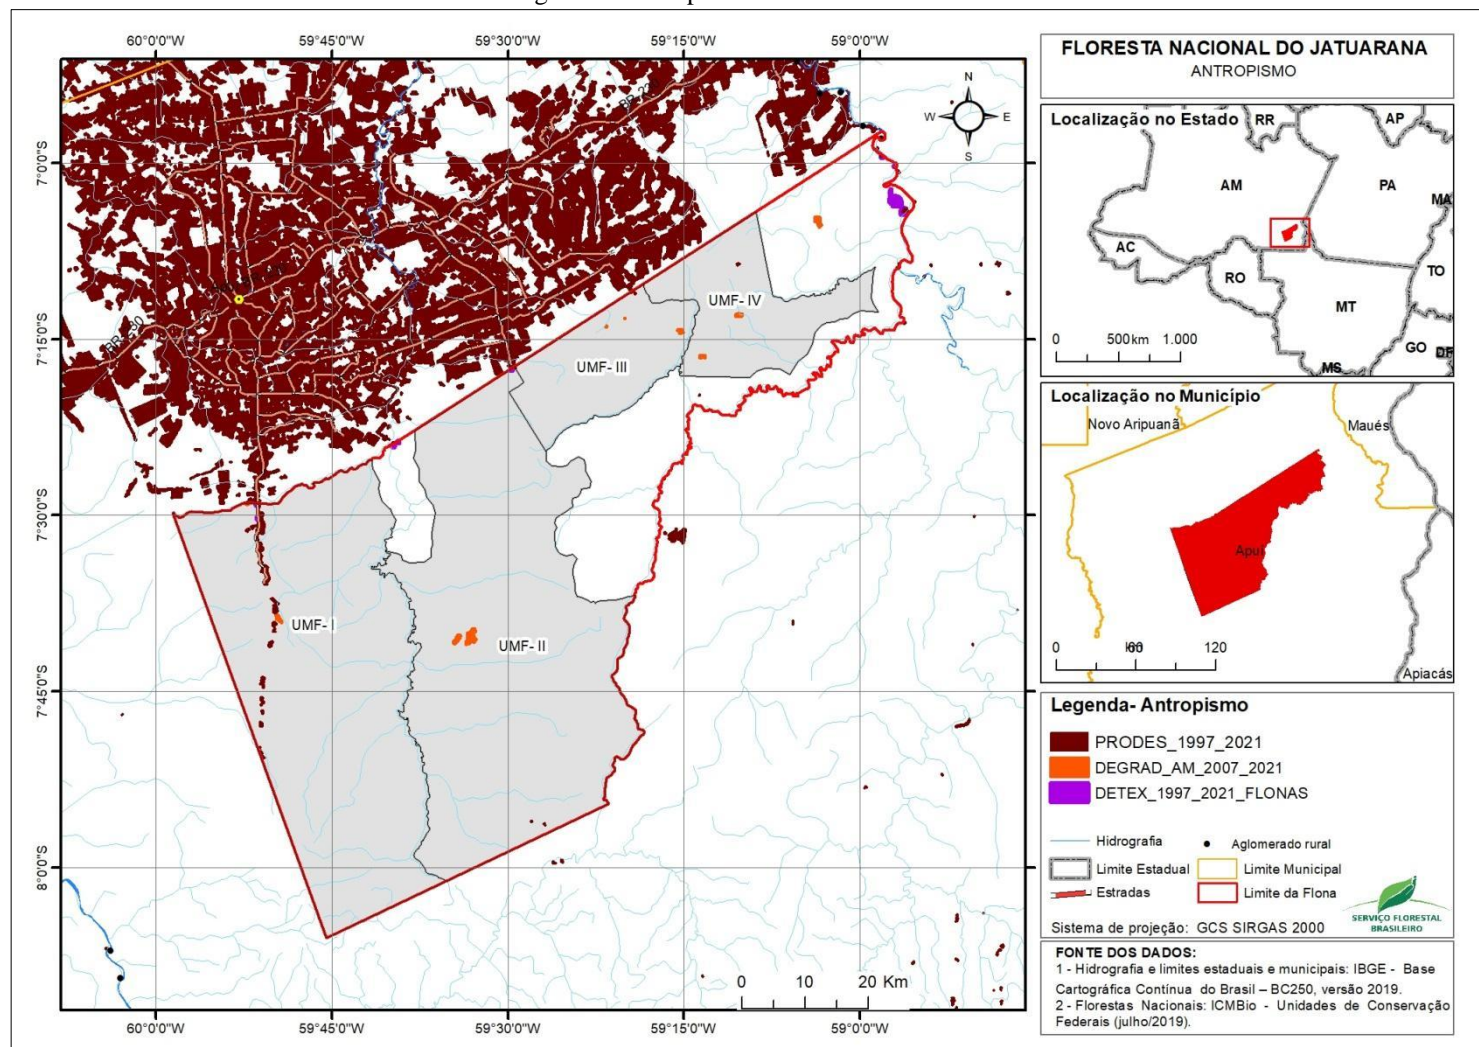 60°0'0"W 59°45'0"W 59°30'0"W 59°15'0"W 59°0'0"W
7°0'0"S
7°15'0"S
7°30'0"S
7°45'0"S
8°0'0"S
N
W E
S
UMF- IV
UMF- III
UMF- I
UMF- II
0 10 20 Km
60°0'0"W 59°45'0"W 59°30'0"W 59°15'0"W 59°0'0"W
FLORESTA NACIONAL DO JATUARANA
ANTROPISMO
Localização no Estado
RR
AP
AM
PA
MA
AC
RO
TO
MT
GO
DF
MS
0 500km 1.000
Localização no Município
Novo Aripuanã
Maués
Apuí
Apiacás
0 60 120
km
Legenda- Antropismo
PRODES_1997_2021
DEGRAD_AM_2007_2021
DETEX_1997_2021_FLONAS
Hidrografia
Aglomerado rural
Limite Estadual
Limite Municipal
Estradas
Limite da Flona
SERVIÇO FLORESTAL
BRASILEIRO
Sistema de projeção: GCS SIRGAS 2000
FONTE DOS DADOS:
1 - Hidrografia e limites estaduais e municipais: IBGE - Base
Cartográfica Contínua do Brasil – BC250, versão 2019.
2 - Florestas Nacionais: ICMBio - Unidades de Conservação
Federais (julho/2019).